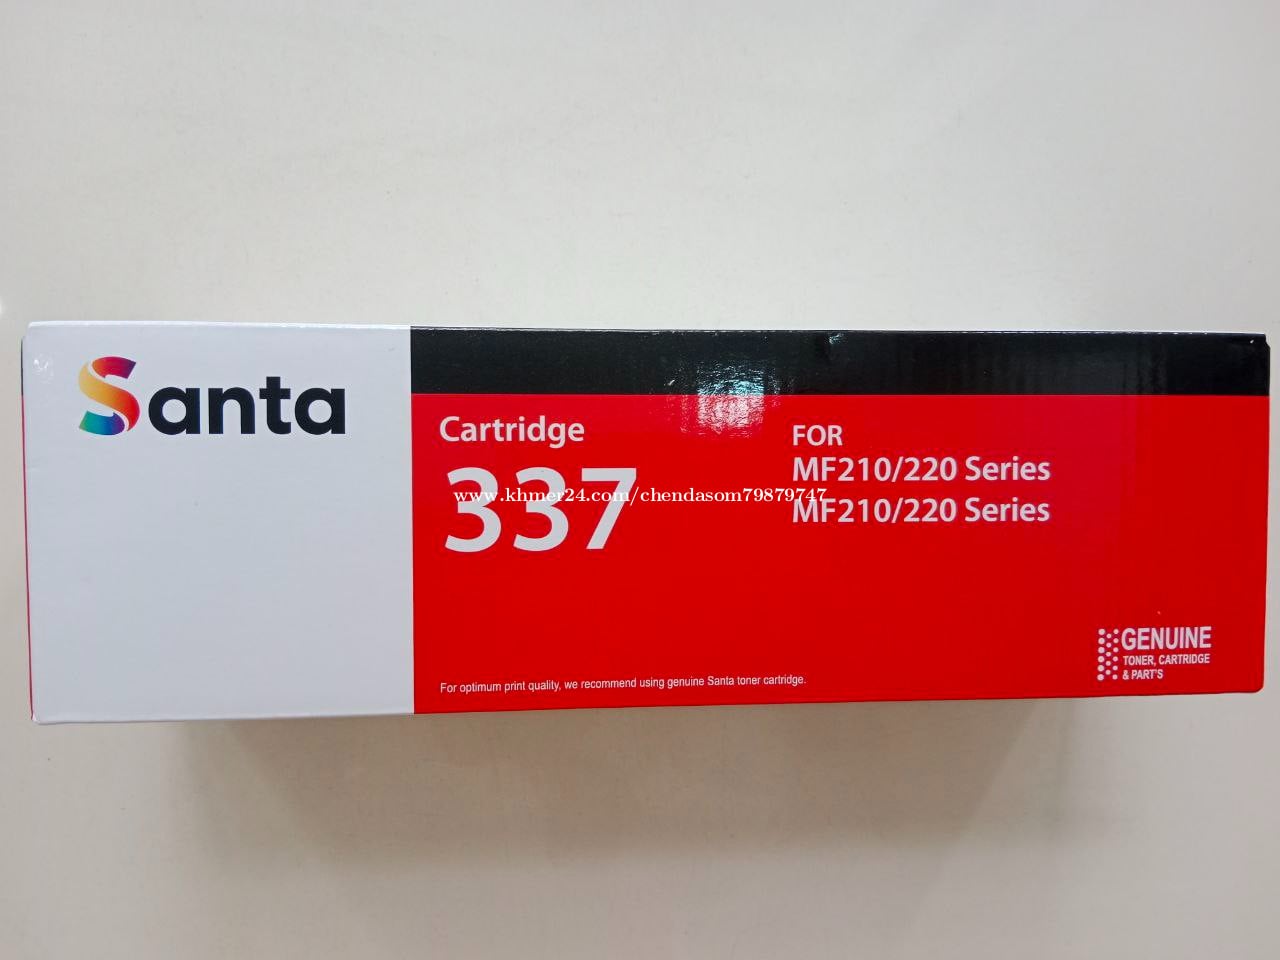 Santa
Cartridge
337
FOR
MF210/220 Series
MF210/220 Series
www.khmer24.com/chendasom79879747
For optimum print quality, we recommend using genuine Santa toner cartridge.
GENUINE
TONER, CARTRIDGE
& PART'S